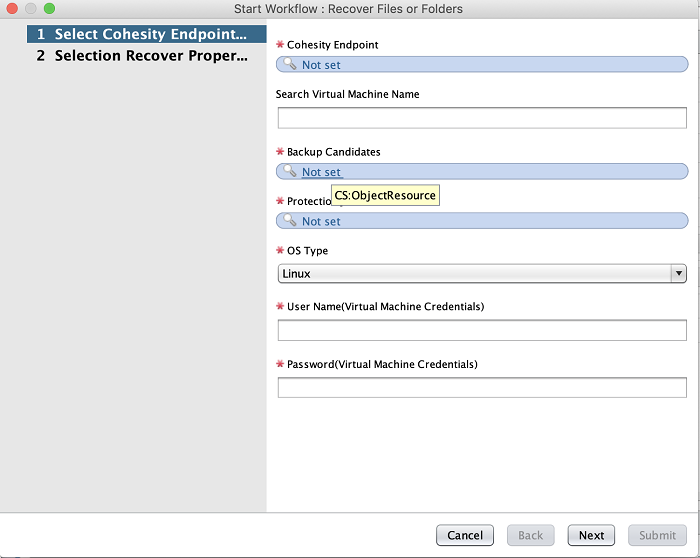 Start Workflow : Recover Files or Folders
1 Select Cohesity Endpoint...
2 Selection Recover Proper...
* Cohesity Endpoint
Not set
Search Virtual Machine Name
* Backup Candidates
Not set
CS:ObjectResource
* Protection
Not set
* OS Type
Linux
* User Name(Virtual Machine Credentials)
* Password(Virtual Machine Credentials)
Cancel Back Next Submit